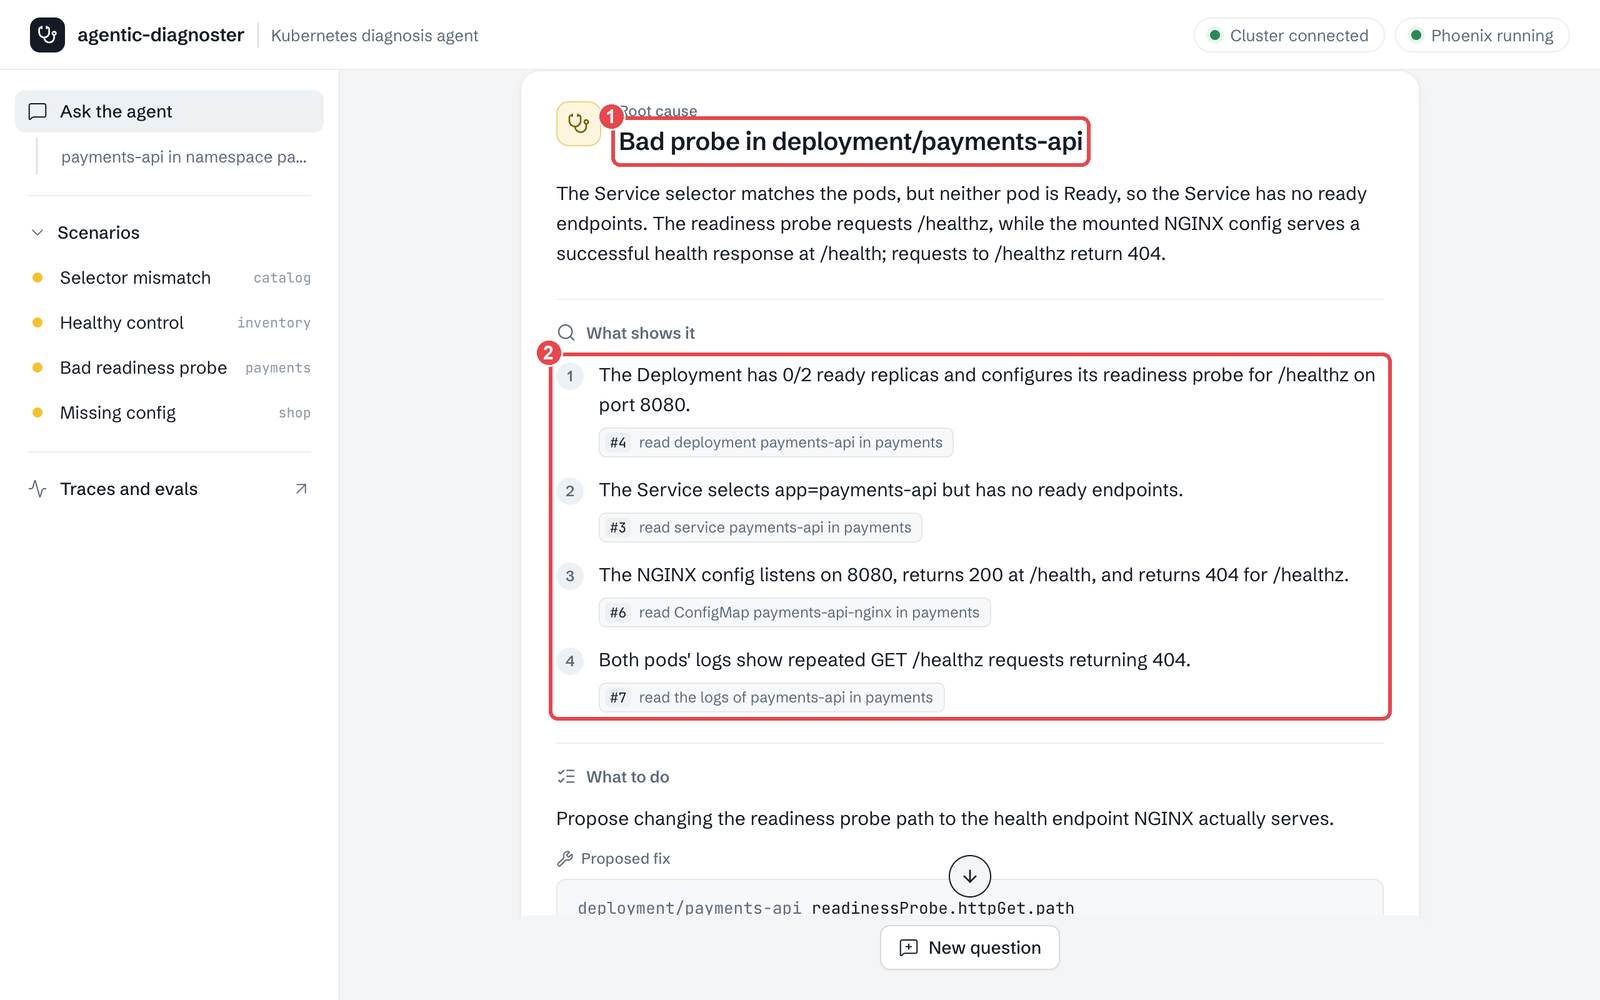 agentic-diagnoster
Kubernetes diagnosis agent
Cluster connected
Phoenix running
Ask the agent
payments-api in namespace pa...
Scenarios
Selector mismatch catalog
Healthy control inventory
Bad readiness probe payments
Missing config shop
Traces and evals
1
Root cause
Bad probe in deployment/payments-api
The Service selector matches the pods, but neither pod is Ready, so the Service has no ready
endpoints. The readiness probe requests /healthz, while the mounted NGINX config serves a
successful health response at /health; requests to /healthz return 404.
What shows it
2
1 The Deployment has 0/2 ready replicas and configures its readiness probe for /healthz on
port 8080.
#4 read deployment payments-api in payments
2 The Service selects app=payments-api but has no ready endpoints.
#3 read service payments-api in payments
3 The NGINX config listens on 8080, returns 200 at /health, and returns 404 for /healthz.
#6 read ConfigMap payments-api-nginx in payments
4 Both pods' logs show repeated GET /healthz requests returning 404.
#7 read the logs of payments-api in payments
What to do
Propose changing the readiness probe path to the health endpoint NGINX actually serves.
Proposed fix
deployment/payments-api readinessProbe.httpGet.path
New question